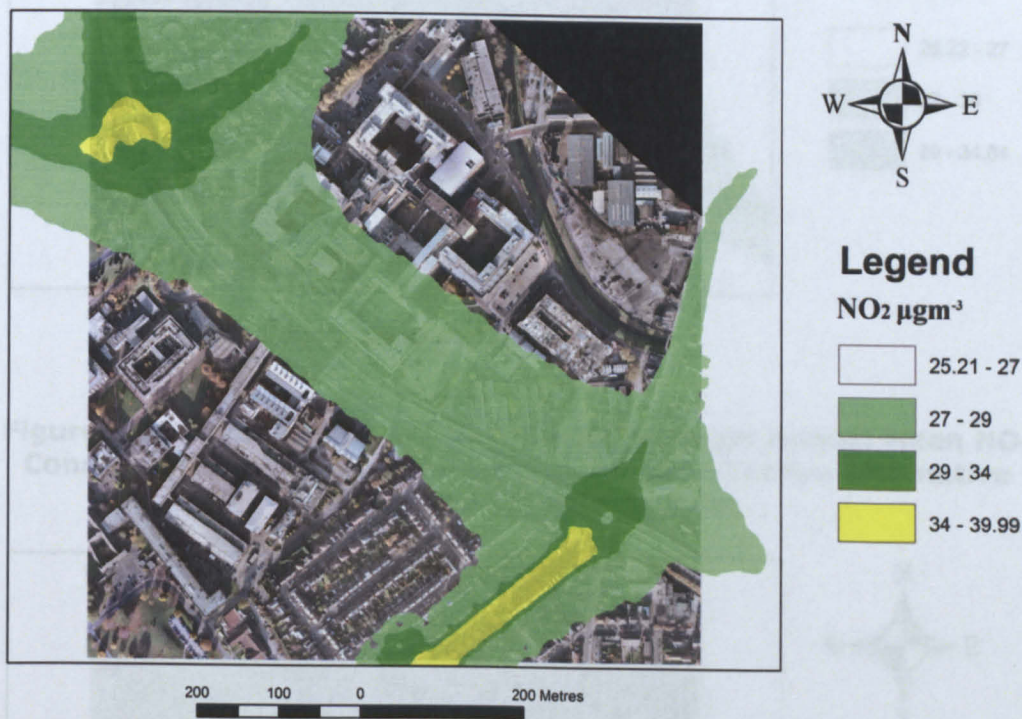 N
W E
S
Legend
NO2 µgm-3
25.21 - 27
27 - 29
29 - 34
34 - 39.99
200 100 0 200 Metres